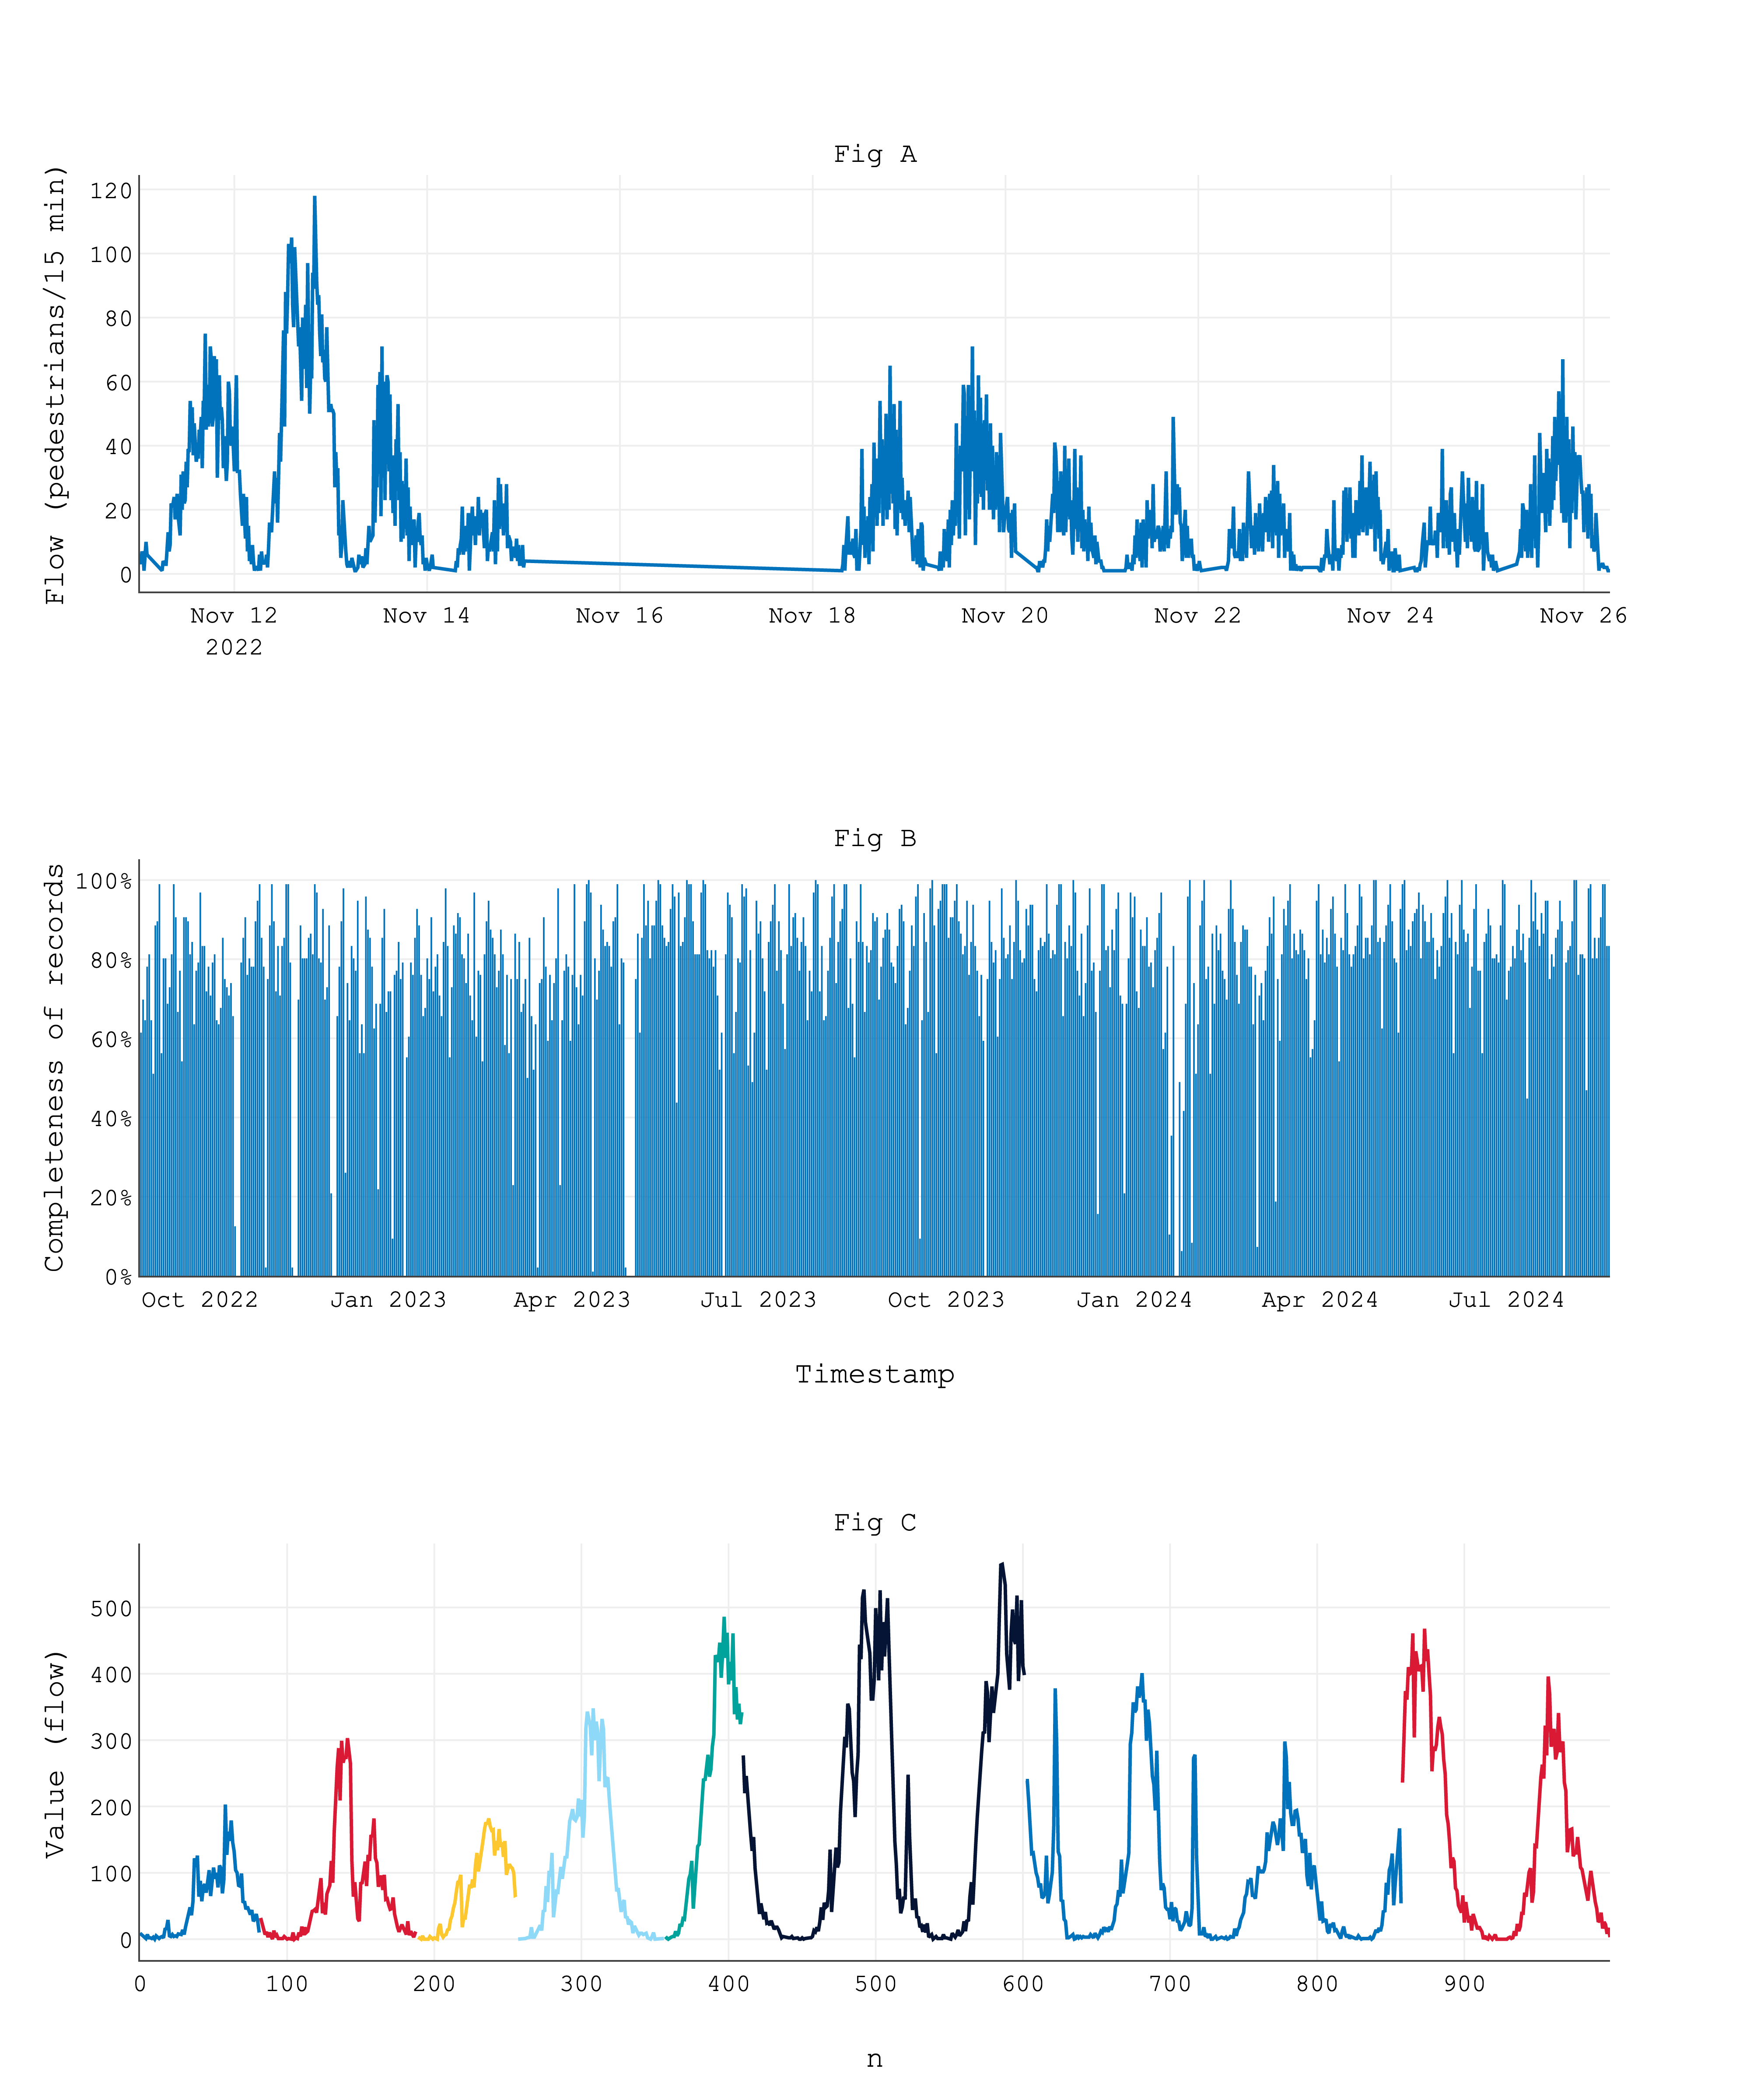 Fig A
Flow (pedestrians/15 min)
120
100
80
60
40
20
0
Nov 12
2022
Nov 14
Nov 16
Nov 18
Nov 20
Nov 22
Nov 24
Nov 26
Fig B
Completeness of records
100%
80%
60%
40%
20%
0%
Oct 2022
Jan 2023
Apr 2023
Jul 2023
Oct 2023
Jan 2024
Apr 2024
Jul 2024
Timestamp
Fig C
Value (flow)
500
400
300
200
100
0
0
100
200
300
400
500
600
700
800
900
n